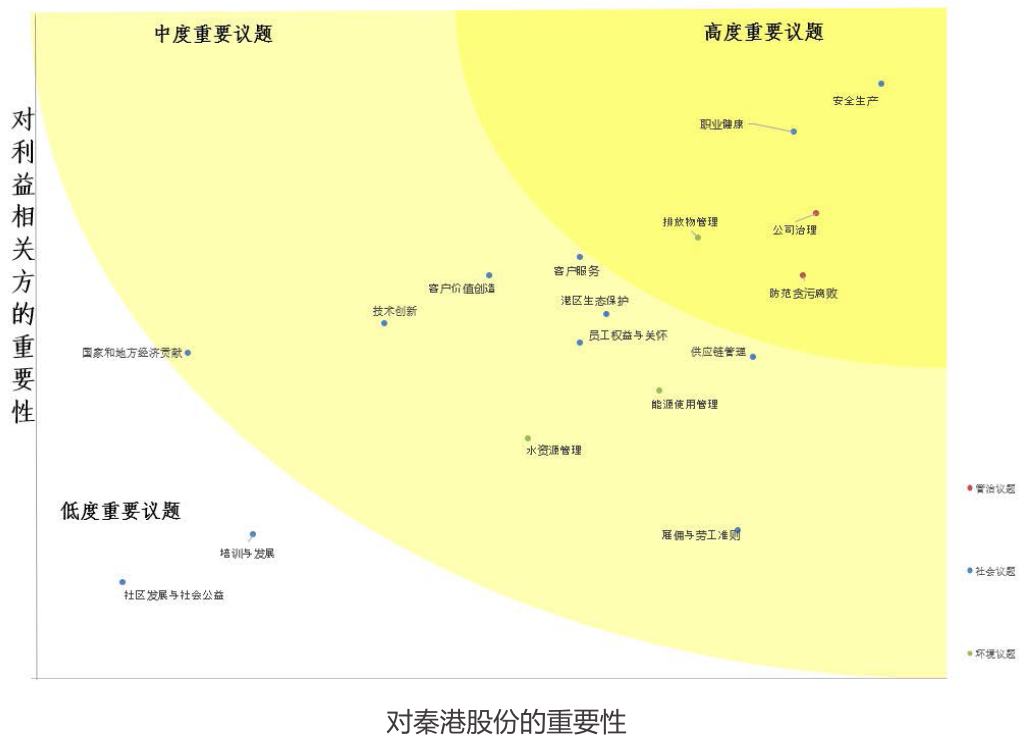 中度重要议题
高度重要议题
安全生产
职业健康
对利益相关方的重要性
排放物管理
公司治理
客户服务
客户价值创造
防范贪污腐败
港区生态保护
技术创新
员工权益与关怀
国家和地方经济贡献
供应链管理
能源使用管理
水资源管理
管治议题
低度重要议题
雇佣与劳工准则
培训与发展
社会议题
社区发展与社会公益
环境议题
对秦港股份的重要性